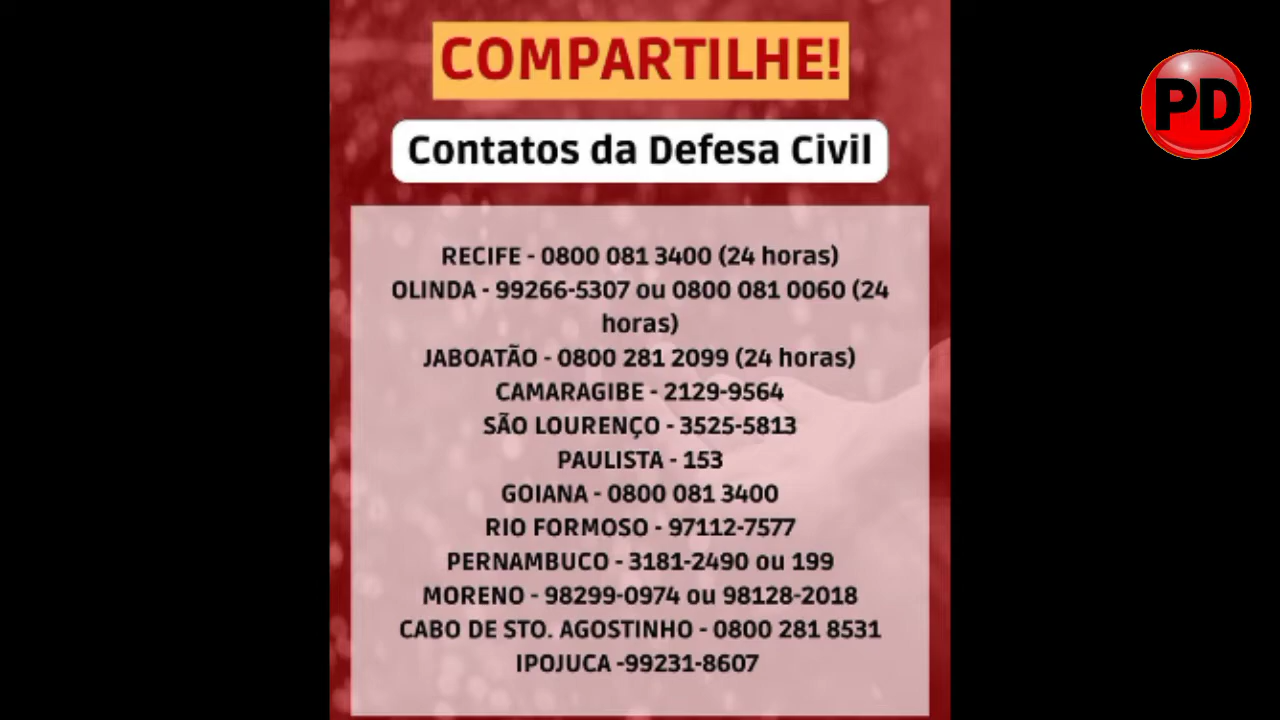 COMPARTILHE!
PD
Contatos da Defesa Civil
RECIFE - 0800 081 3400 (24 horas)
OLINDA - 99266-5307 ou 0800 081 0060 (24
horas)
JABOATÃO - 0800 281 2099 (24 horas)
CAMARAGIBE - 2129-9564
SÃO LOURENÇO - 3525-5813
PAULISTA - 153
GOIANA - 0800 081 3400
RIO FORMOSO - 97112-7577
PERNAMBUCO - 3181-2490 ou 199
MORENO - 98299-0974 ou 98128-2018
CABO DE STO. AGOSTINHO - 0800 281 8531
IPOJUCA -99231-8607